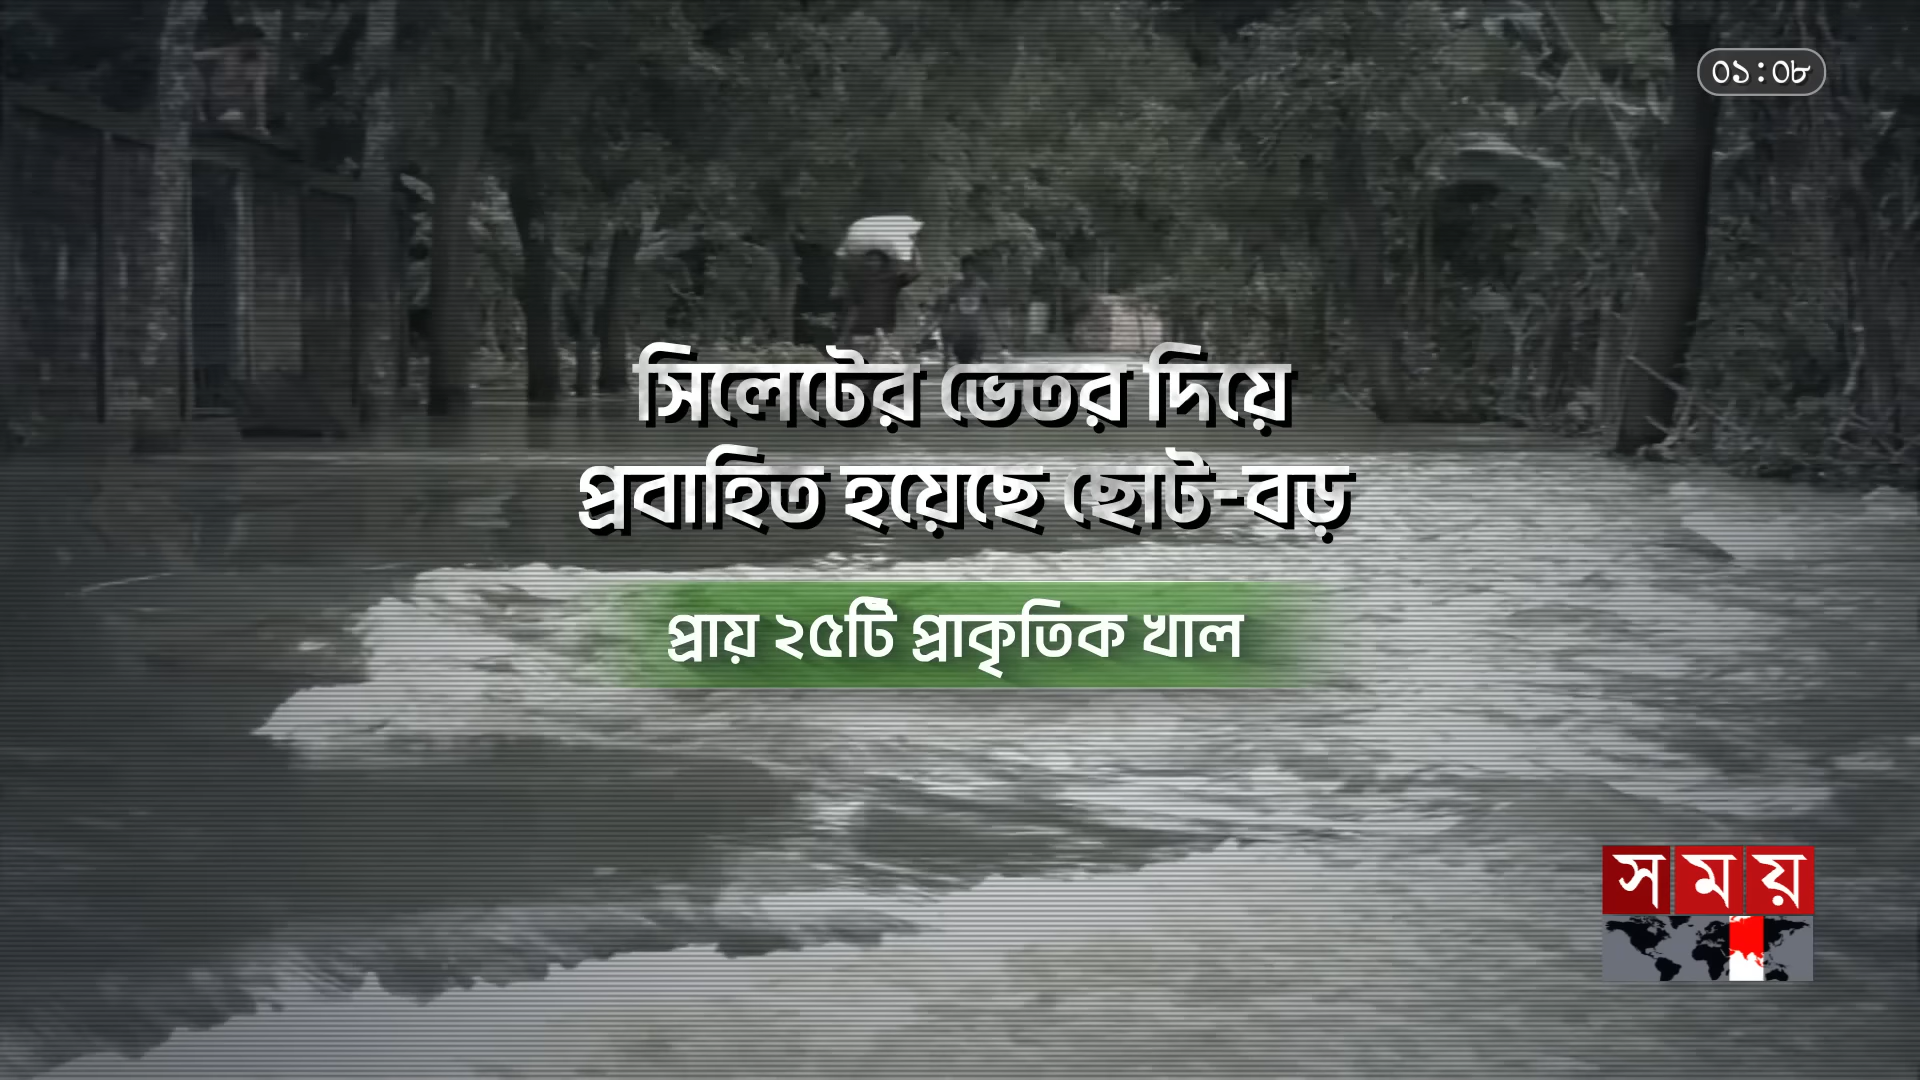 ০১:০৮
সিলেটের ভেতর দিয়ে
প্রবাহিত হয়েছে ছোট-বড়
প্রায় ২৫টি প্রাকৃতিক খাল
সময়